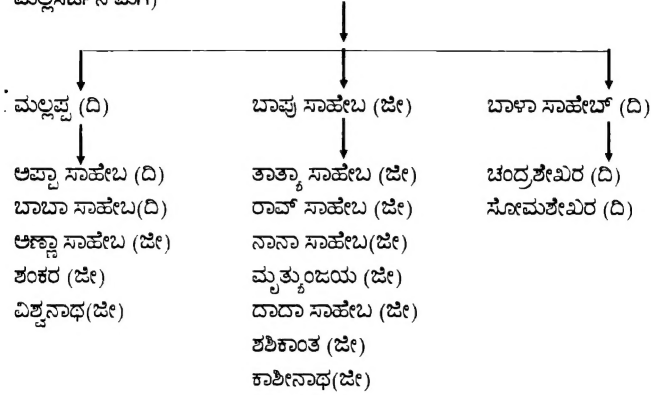 ಮಲ್ಲಪ್ಪ (ದಿ)
ಬಾಪು ಸಾಹೇಬ (ಜೀ)
ಬಾಳಾ ಸಾಹೇಬ್ (ದಿ)
ಅಪ್ಪಾ ಸಾಹೇಬ (ದಿ)
ಬಾಬಾ ಸಾಹೇಬ(ದಿ)
ಅಣ್ಣಾ ಸಾಹೇಬ (ಜೀ)
ಶಂಕರ (ಜೀ)
ವಿಶ್ವನಾಥ(ಜೀ)
ತಾತ್ಯಾ ಸಾಹೇಬ (ಜೀ)
ರಾವ್ ಸಾಹೇಬ (ಜೀ)
ನಾನಾ ಸಾಹೇಬ(ಜೀ)
ಮೃತ್ಯುಂಜಯ (ಜೀ)
ದಾದಾ ಸಾಹೇಬ (ಜೀ)
ಶಶಿಕಾಂತ (ಜೀ)
ಕಾಶೀನಾಥ(ಜೀ)
ಚಂದ್ರಶೇಖರ (ದಿ)
ಸೋಮಶೇಖರ (ದಿ)